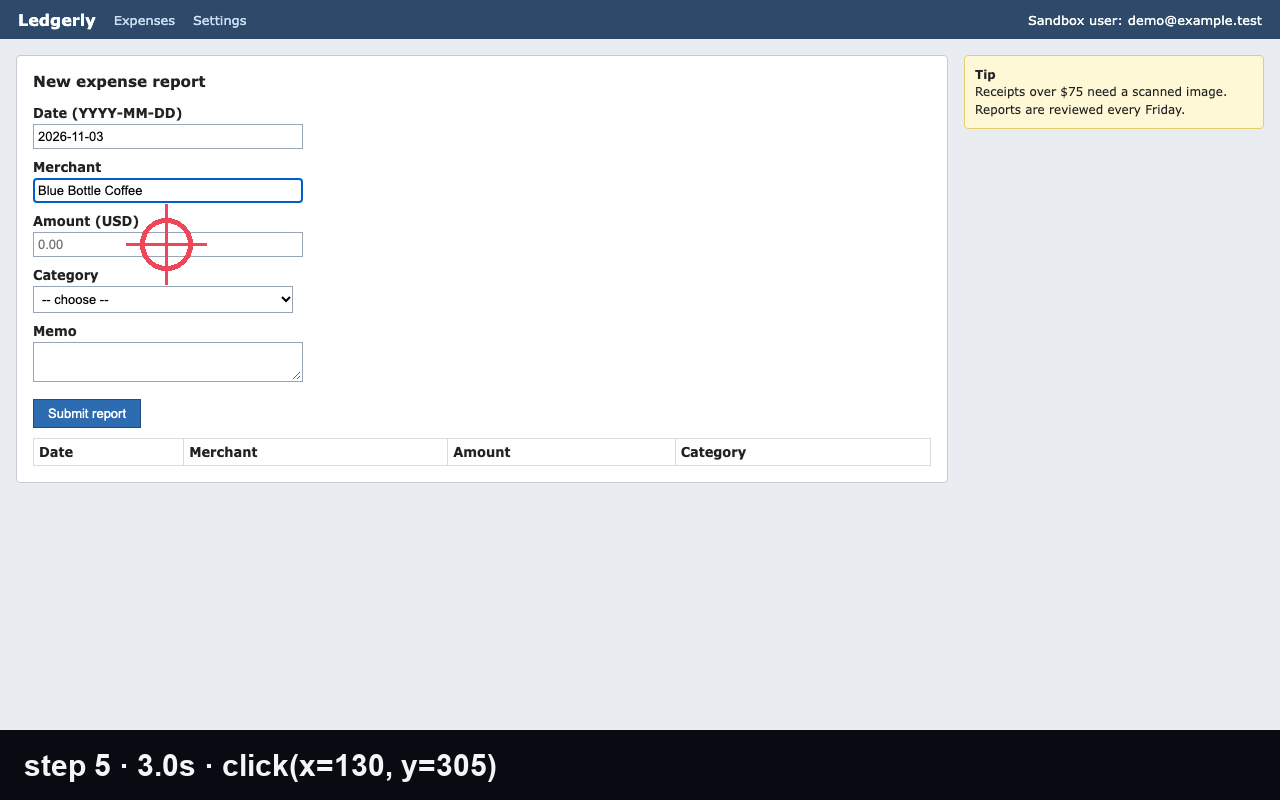 Ledgerly Expenses Settings Sandbox user: demo@example.test
New expense report
Date (YYYY-MM-DD)
2026-11-03
Merchant
Blue Bottle Coffee
Amount (USD)
0.00
Category
-- choose --
Memo
Submit report
Date Merchant Amount Category
Tip
Receipts over $75 need a scanned image.
Reports are reviewed every Friday.
step 5 · 3.0s · click(x=130, y=305)